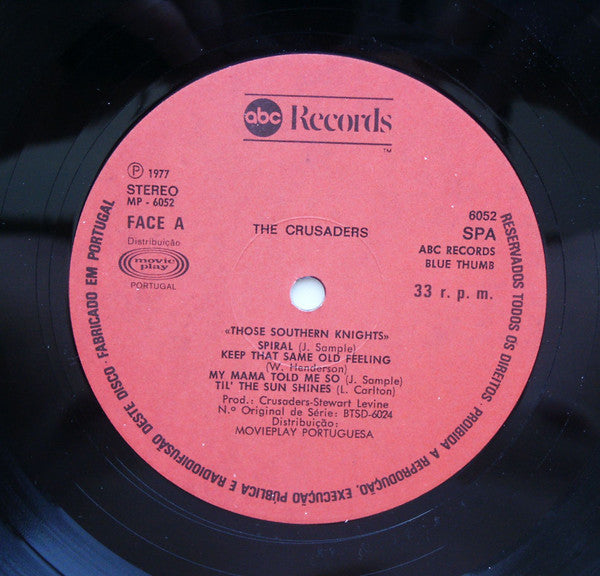 abc Records
TM
Ⓟ 1977
STEREO
MP - 6052
FACE A
Distribuição
movie play
PORTUGAL
THE CRUSADERS
6052
SPA
ABC RECORDS
BLUE THUMB
33 r. p. m.
«THOSE SOUTHERN KNIGHTS»
SPIRAL (J. Sample)
KEEP THAT SAME OLD FEELING
(W. Henderson)
MY MAMA TOLD ME SO (J. Sample)
TIL' THE SUN SHINES (L. Carlton)
Prod.: Crusaders-Stewart Levine
N.º Original de Série: BTSD-6024
Distribuição:
MOVIEPLAY PORTUGUESA
RESERVADOS TODOS OS DIREITOS PROIBIDA A REPRODUÇÃO, EXECUÇÃO PÚBLICA E RADIODIFUSÃO DESTE DISCO · FABRICADO EM PORTUGAL